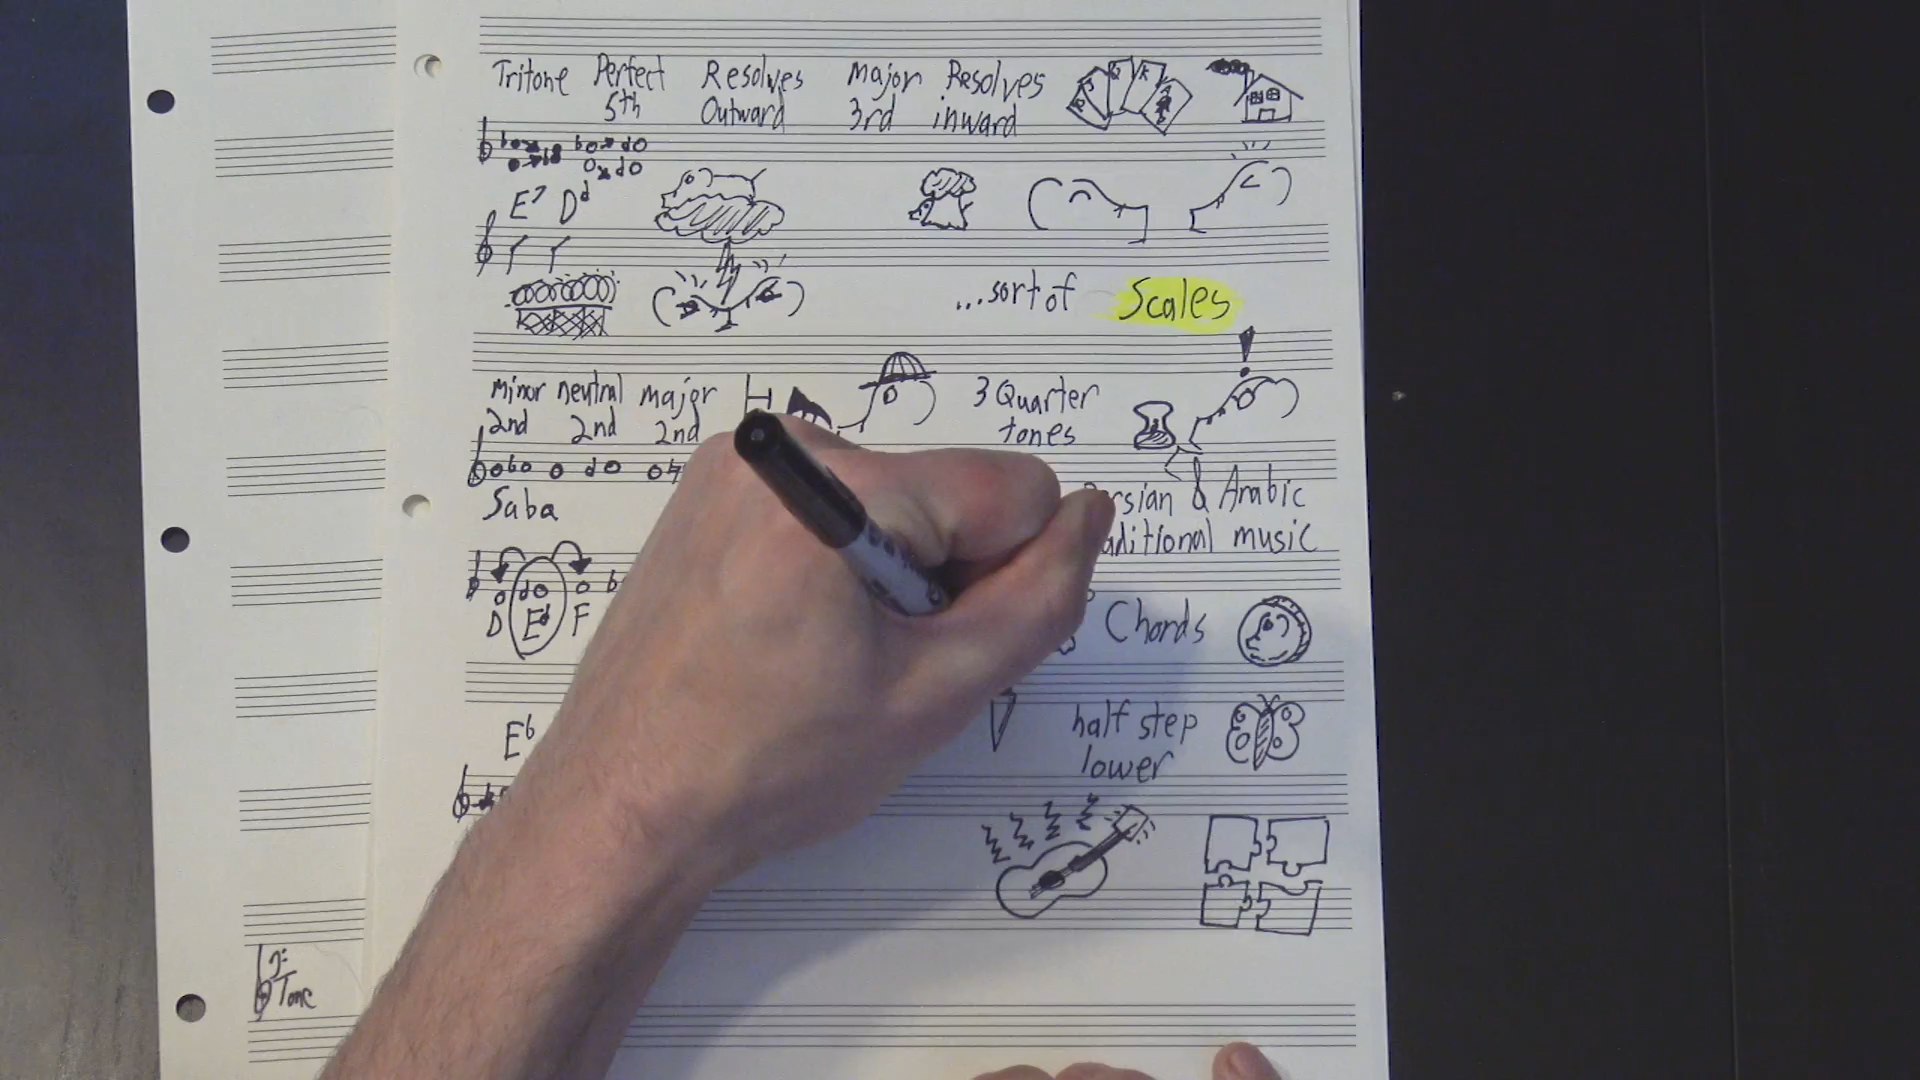 Tritone Perfect Resolves Major Resolves
5th Outward 3rd inward
E7 Dd
...sort of Scales
minor neutral major
2nd 2nd 2nd
3 Quarter
tones
Saba
& Arabic
music
D Ed F
Chords
Eb
half step
lower
Tone